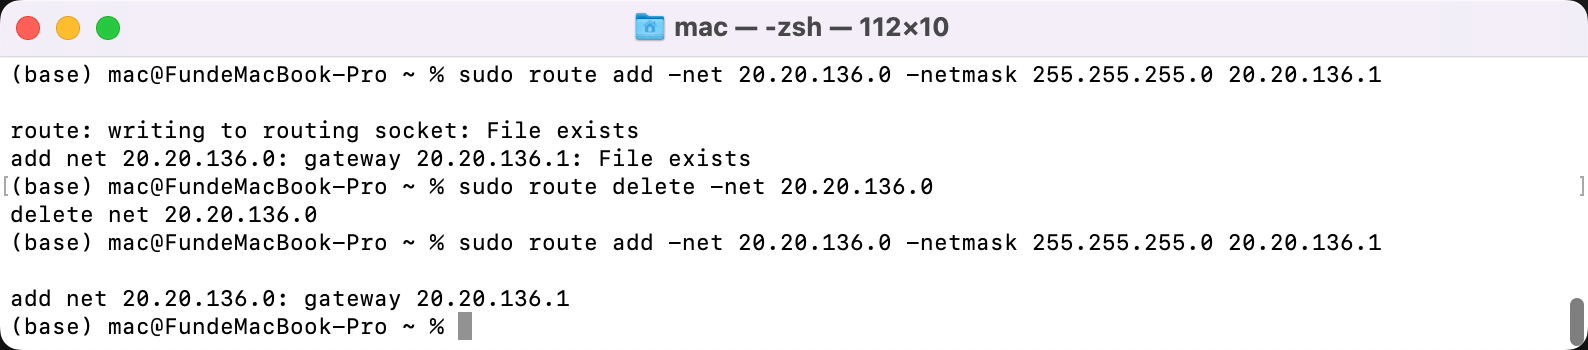 mac — -zsh — 112×10
(base) mac@FundeMacBook-Pro ~ % sudo route add -net 20.20.136.0 -netmask 255.255.255.0 20.20.136.1
route: writing to routing socket: File exists
add net 20.20.136.0: gateway 20.20.136.1: File exists
[(base) mac@FundeMacBook-Pro ~ % sudo route delete -net 20.20.136.0 ]
delete net 20.20.136.0
(base) mac@FundeMacBook-Pro ~ % sudo route add -net 20.20.136.0 -netmask 255.255.255.0 20.20.136.1
add net 20.20.136.0: gateway 20.20.136.1
(base) mac@FundeMacBook-Pro ~ %